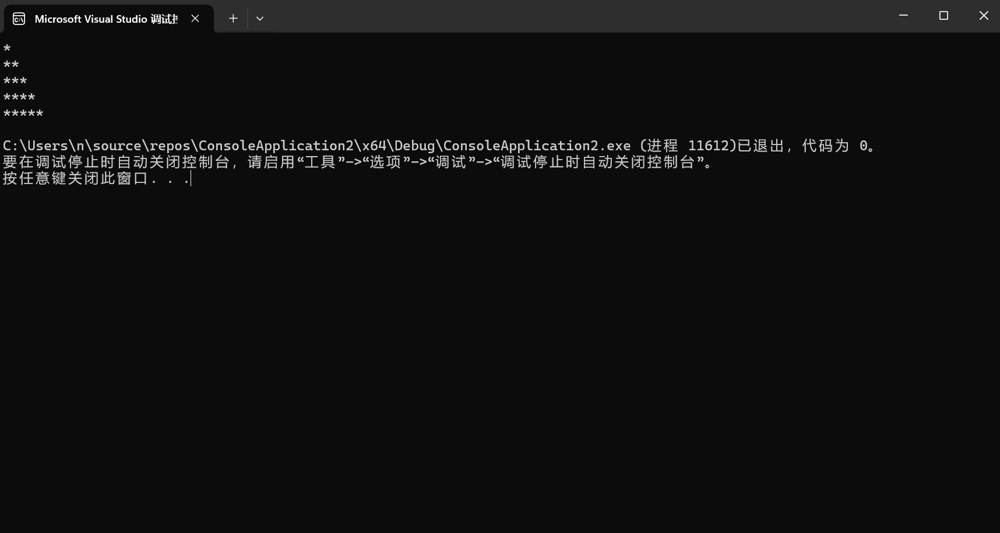 Microsoft Visual Studio 调试
*
**
***
****
*****
C:\Users\n\source\repos\ConsoleApplication2\x64\Debug\ConsoleApplication2.exe (进程 11612)已退出，代码为 0。
要在调试停止时自动关闭控制台，请启用“工具”->“选项”->“调试”->“调试停止时自动关闭控制台”。
按任意键关闭此窗口. . .